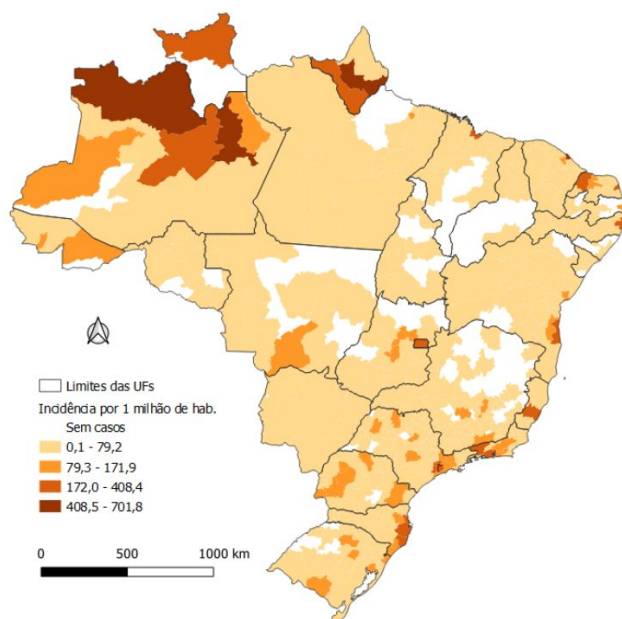 Limites das UFs
Incidência por 1 milhão de hab.
Sem casos
0,1 - 79,2
79,3 - 171,9
172,0 - 408,4
408,5 - 701,8
0 500 1000 km